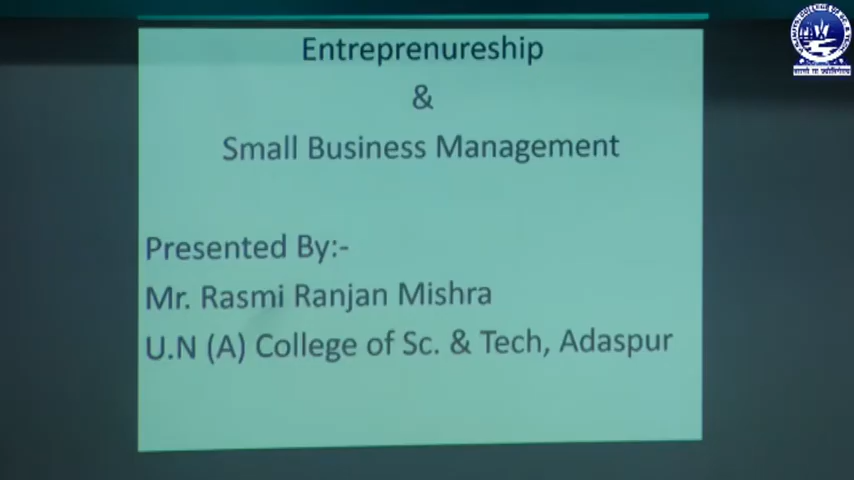 Entreprenureship
&
Small Business Management
Presented By:-
Mr. Rasmi Ranjan Mishra
U.N (A) College of Sc. & Tech, Adaspur